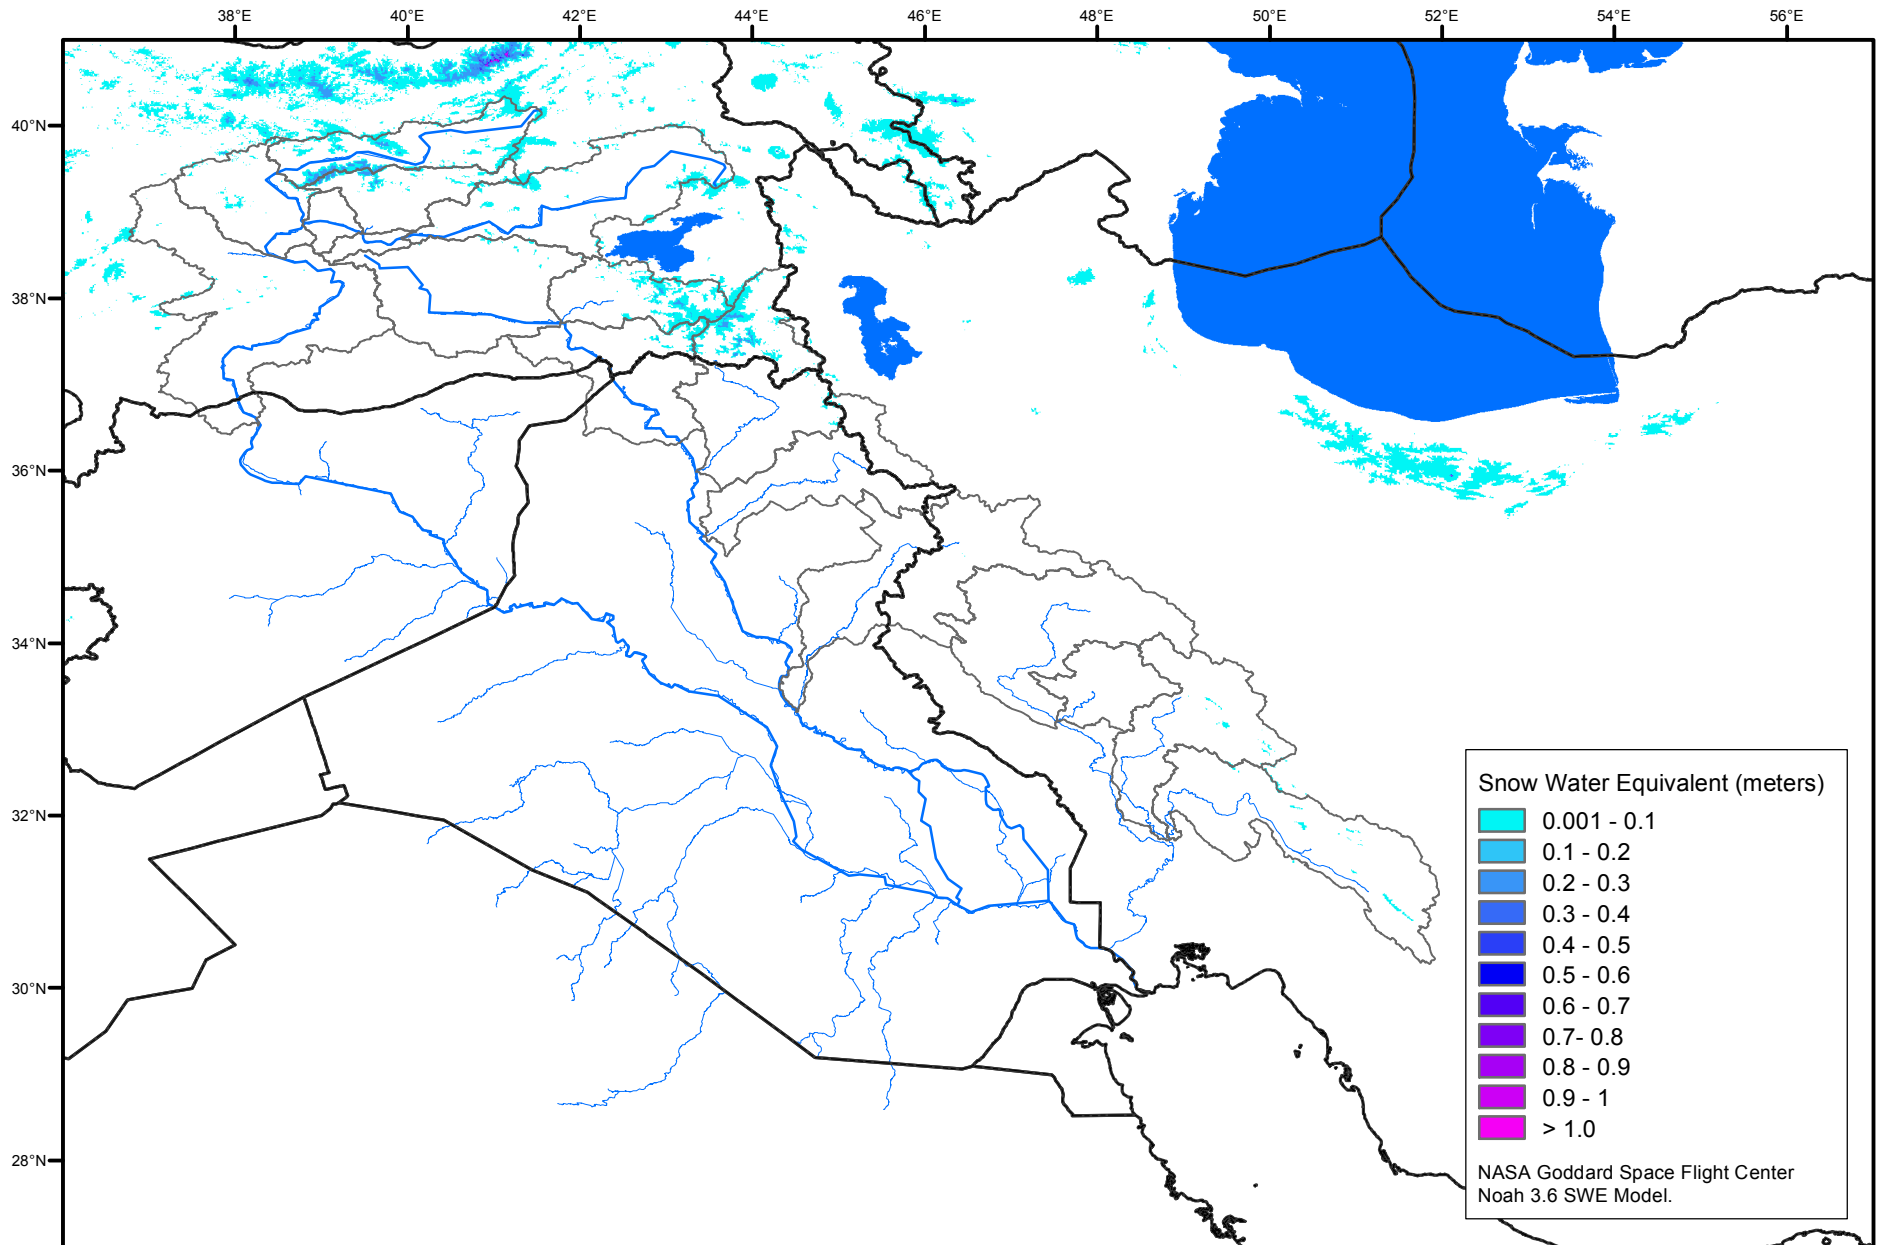 38°E 40°E 42°E 44°E 46°E 48°E 50°E 52°E 54°E 56°E
40°N
38°N
36°N
34°N
32°N
30°N
28°N
Snow Water Equivalent (meters)
0.001 - 0.1
0.1 - 0.2
0.2 - 0.3
0.3 - 0.4
0.4 - 0.5
0.5 - 0.6
0.6 - 0.7
0.7- 0.8
0.8 - 0.9
0.9 - 1
> 1.0
NASA Goddard Space Flight Center
Noah 3.6 SWE Model.